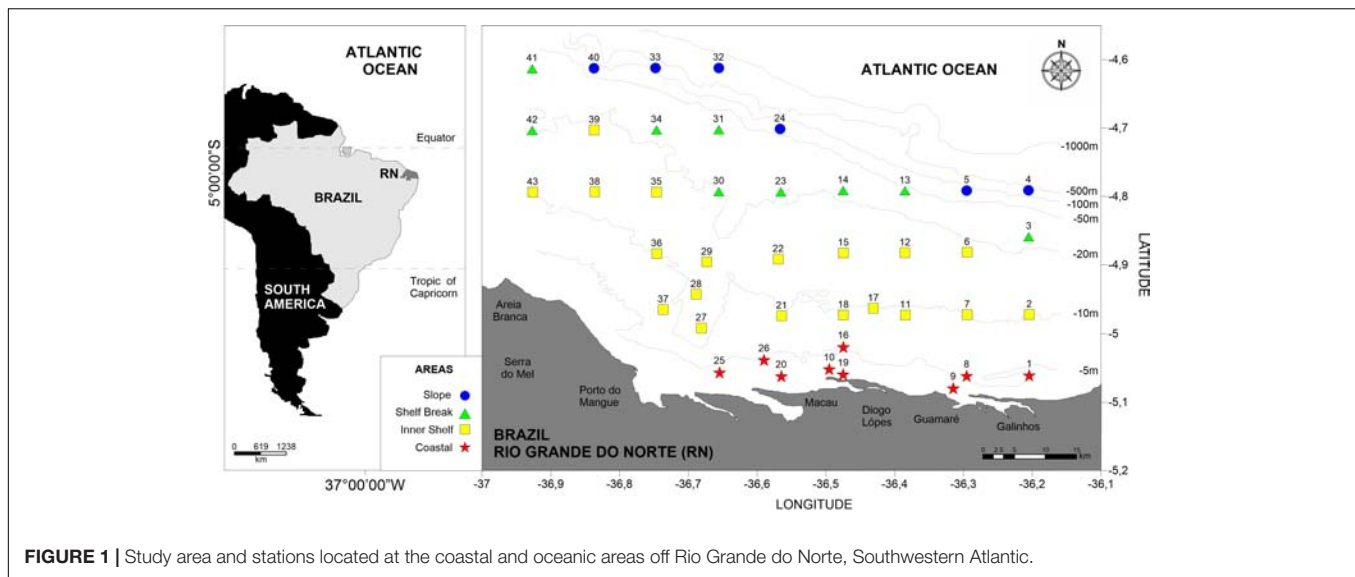 ATLANTIC
OCEAN
Equator
RN
5°00'00"S
BRAZIL
Tropic of
Capricorn
SOUTH
AMERICA
AREAS
Slope
Shelf Break
Inner Shelf
Coastal
0 619 1238
km
37°00'00"W
ATLANTIC OCEAN
N
41 40 33 32
42 39 34 31 24
43 38 35 30 23 14 13 5 4
3
36 29 22 15 12 6
28
37 27 21 18 17 11 7 2
16
25 26 20 10 19 9 8 1
-1000m
-500m
-100m
-50m
-20m
-10m
-5m
Areia
Branca
Serra
do Mel
Porto do
Mangue
Macau
Diogo
Lópes
Guamaré
Galinhos
BRAZIL
RIO GRANDE DO NORTE (RN)
0 2.5 5 10 15
km
-4,6
-4,7
-4,8
-4,9
-5
-5,1
-5,2
LATITUDE
-37 -36,9 -36,8 -36,7 -36,6 -36,5 -36,4 -36,3 -36,2 -36,1
LONGITUDE
FIGURE 1 | Study area and stations located at the coastal and oceanic areas off Rio Grande do Norte, Southwestern Atlantic.